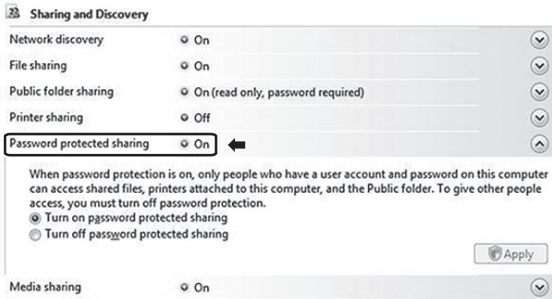 Sharing and Discovery
Network discovery On
File sharing On
Public folder sharing On (read only, password required)
Printer sharing Off
Password protected sharing On
When password protection is on, only people who have a user account and password on this computer
can access shared files, printers attached to this computer, and the Public folder. To give other people
access, you must turn off password protection.
Turn on password protected sharing
Turn off password protected sharing
Apply
Media sharing On